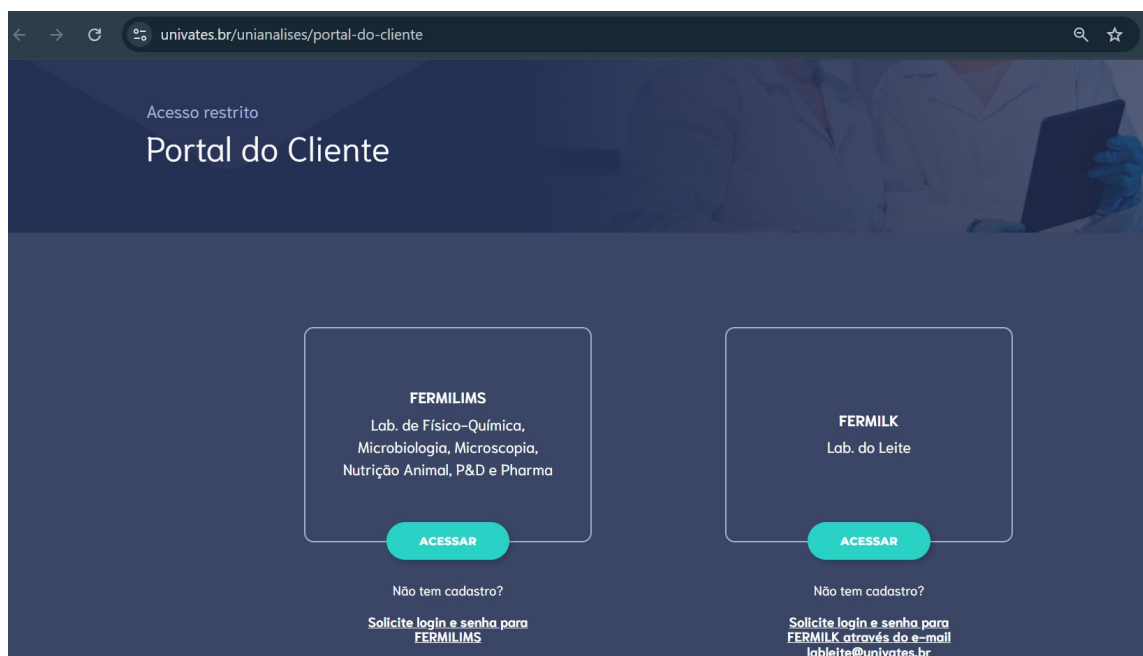 univates.br/unianalises/portal-do-cliente
Acesso restrito
Portal do Cliente
FERMILIMS
Lab. de Físico-Química,
Microbiologia, Microscopia,
Nutrição Animal, P&D e Pharma
ACESSAR
Não tem cadastro?
Solicite login e senha para
FERMILIMS
FERMILK
Lab. do Leite
ACESSAR
Não tem cadastro?
Solicite login e senha para
FERMILK através do e-mail
lableite@univates.br